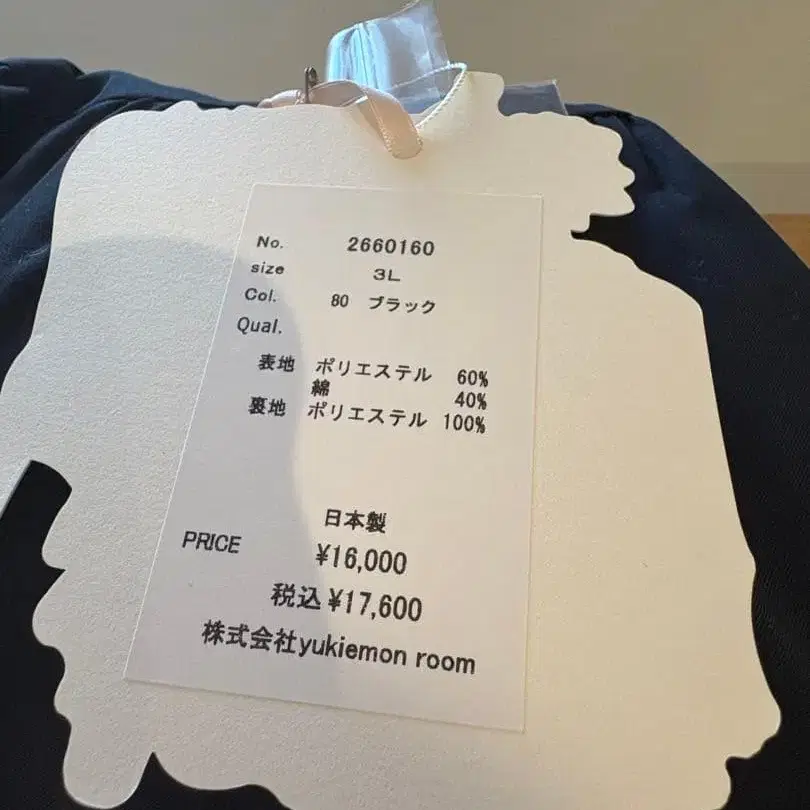 No. 2660160
size 3L
Col. 80 ブラック
Qual.
表地 ポリエステル 60%
綿 40%
裏地 ポリエステル 100%
日本製
PRICE ¥16,000
税込 ¥17,600
株式会社yukiemon room